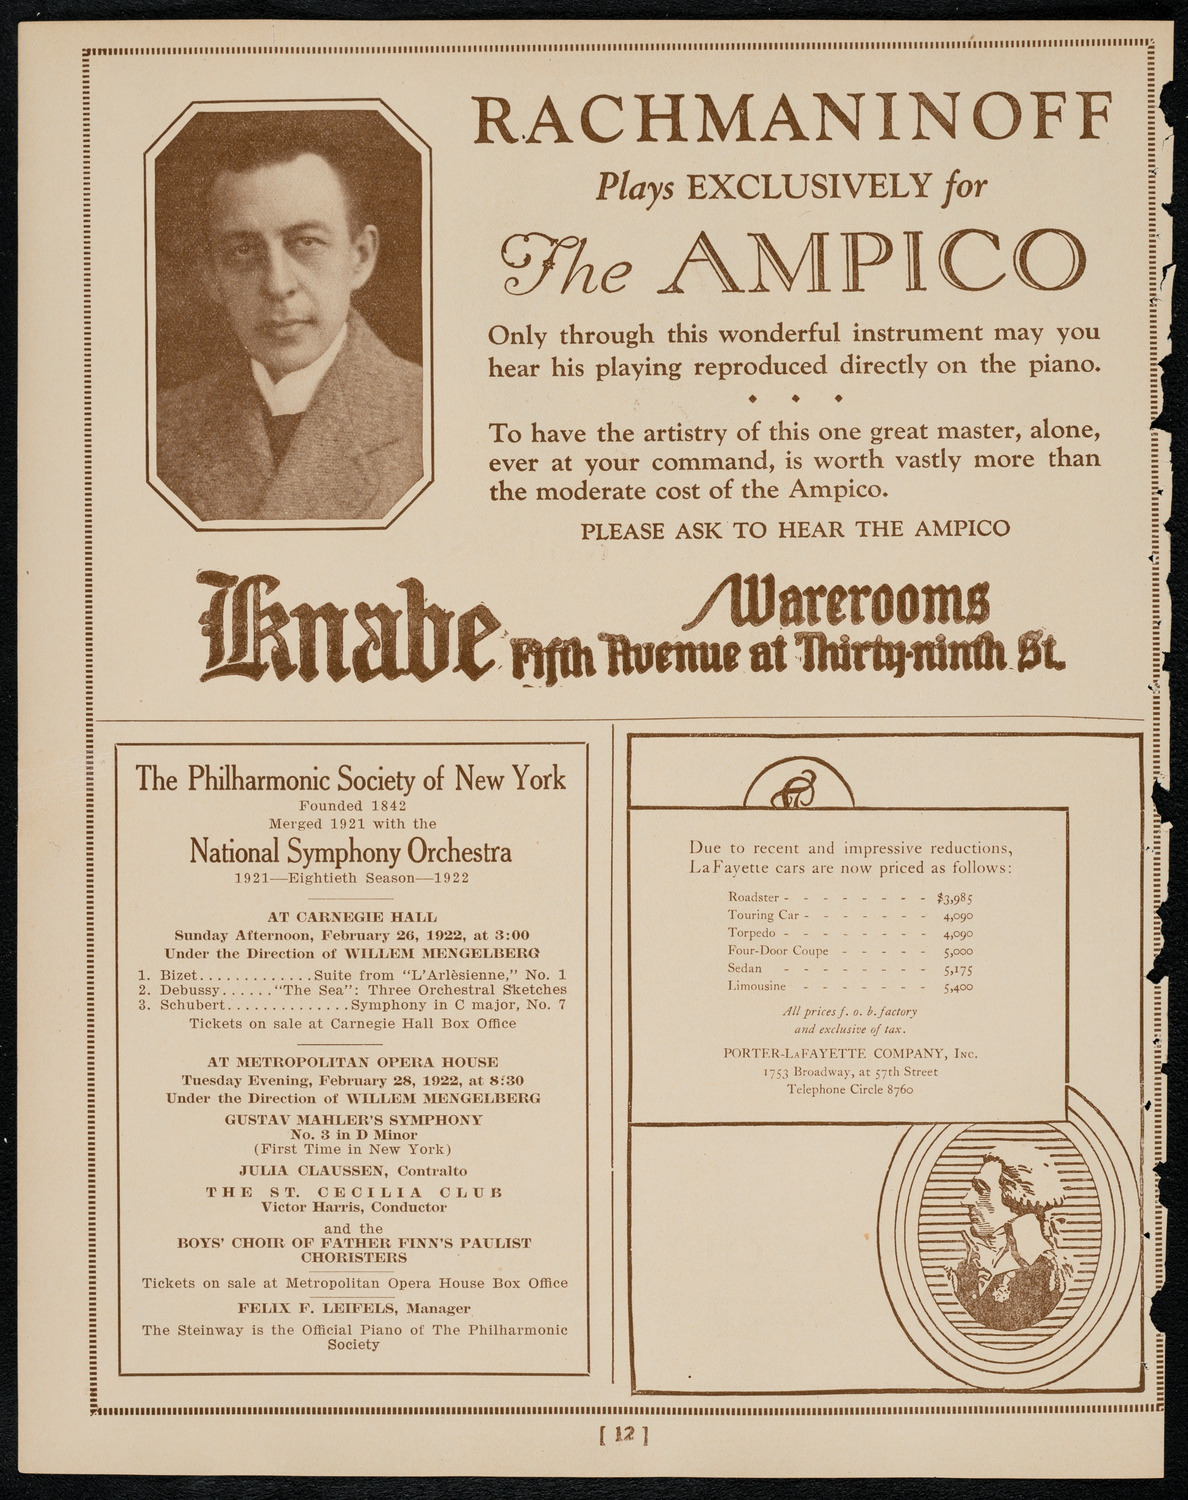 RACHMANINOFF
Plays EXCLUSIVELY for
The AMPICO
Only through this wonderful instrument may you
hear his playing reproduced directly on the piano.
To have the artistry of this one great master, alone,
ever at your command, is worth vastly more than
the moderate cost of the Ampico.
PLEASE ASK TO HEAR THE AMPICO
Knabe Warerooms
Fifth Avenue at Thirty-ninth St.
The Philharmonic Society of New York
Founded 1842
Merged 1921 with the
National Symphony Orchestra
1921—Eightieth Season—1922
AT CARNEGIE HALL
Sunday Afternoon, February 26, 1922, at 3:00
Under the Direction of WILLEM MENGELBERG
1. Bizet.............Suite from "L'Arlèsienne," No. 1
2. Debussy......"The Sea": Three Orchestral Sketches
3. Schubert..............Symphony in C major, No. 7
Tickets on sale at Carnegie Hall Box Office
AT METROPOLITAN OPERA HOUSE
Tuesday Evening, February 28, 1922, at 8:30
Under the Direction of WILLEM MENGELBERG
GUSTAV MAHLER'S SYMPHONY
No. 3 in D Minor
(First Time in New York)
JULIA CLAUSSEN, Contralto
THE ST. CECILIA CLUB
Victor Harris, Conductor
and the
BOYS' CHOIR OF FATHER FINN'S PAULIST
CHORISTERS
Tickets on sale at Metropolitan Opera House Box Office
FELIX F. LEIFELS, Manager
The Steinway is the Official Piano of The Philharmonic
Society
Due to recent and impressive reductions,
LaFayette cars are now priced as follows:
Roadster - - - - - - - - $3,985
Touring Car - - - - - - - 4,090
Torpedo - - - - - - - - 4,090
Four-Door Coupe - - - - - 5,000
Sedan - - - - - - - - 5,175
Limousine - - - - - - - 5,400
All prices f. o. b. factory
and exclusive of tax.
PORTER-LAFAYETTE COMPANY, Inc.
1753 Broadway, at 57th Street
Telephone Circle 8760
[ 12 ]